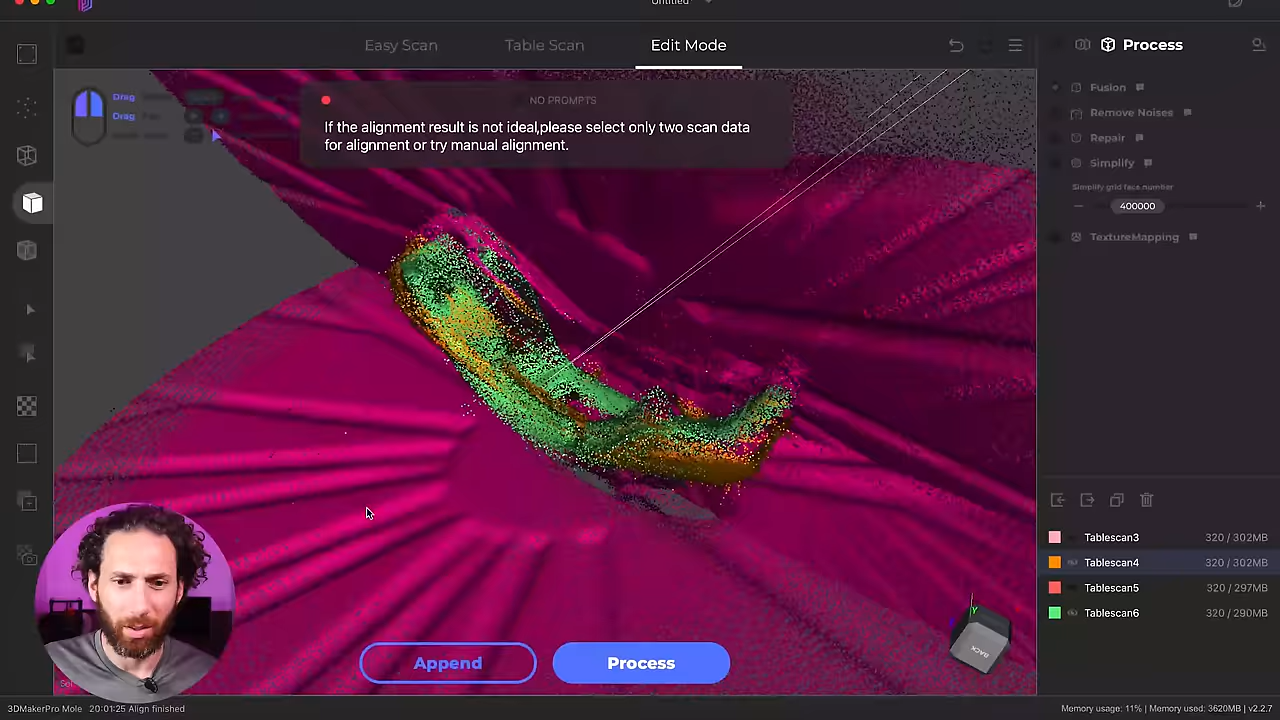 Untitled
Easy Scan
Table Scan
Edit Mode
Process
Drag
Drag
NO PROMPTS
If the alignment result is not ideal,please select only two scan data
for alignment or try manual alignment.
Fusion
Remove Noises
Repair
Simplify
Simplify grid face number
400000
TextureMapping
Tablescan3 320 / 302MB
Tablescan4 320 / 302MB
Tablescan5 320 / 297MB
Tablescan6 320 / 290MB
Y
BACK
Append
Process
3DMakerPro Mole 20:01:25 Align finished
Memory usage: 11% | Memory used: 3620MB | v2.2.7